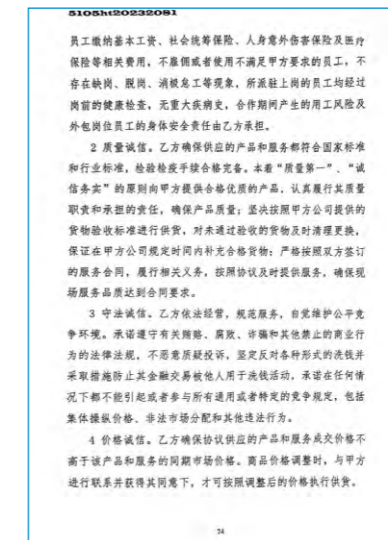 5105ht20232081
员工缴纳基本工资、社会统筹保险、人身意外伤害保险及医疗
保险等相关费用，不雇佣或者使用不满足甲方要求的员工，不
存在缺岗、脱岗、消极怠工等现象，所派驻上岗的员工均经过
岗前的健康检查，无重大疾病史，合作期间产生的用工风险及
外包岗位员工的身体安全责任由乙方承担。
2 质量诚信。乙方确保供应的产品和服务都符合国家标准
和行业标准，检验检疫手续合格完备。本着“质量第一”、“诚
信务实”的原则向甲方提供合格优质的产品，认真履行其质量
职责和承担的责任，确保产品质量；坚决按照甲方公司提供的
货物验收标准进行供货，对未通过验收的货物及时清理更换，
保证在甲方公司规定时间内补充合格货物；严格按照双方签订
的服务合同，履行相关义务，按照协议及时提供服务，确保现
场服务品质达到合同要求。
3 守法诚信。乙方依法经营，规范服务，自觉维护公平竞
争环境。承诺遵守有关贿赂、腐败、诈骗和其他禁止的商业行
为的法律法规，不恶意质疑投诉，坚定反对各种形式的洗钱并
采取措施防止其金融交易被他人用于洗钱活动，承诺在任何情
况下都不能引起或者参与所有通用或者特定的竞争规定，包括
集体操纵价格、非法市场分配和其他违法行为。
4 价格诚信。乙方确保协议供应的产品和服务成交价格不
高于该产品和服务的同期市场价格。商品价格调整时，与甲方
进行联系并获得其同意下，才可按照调整后的价格执行供货。